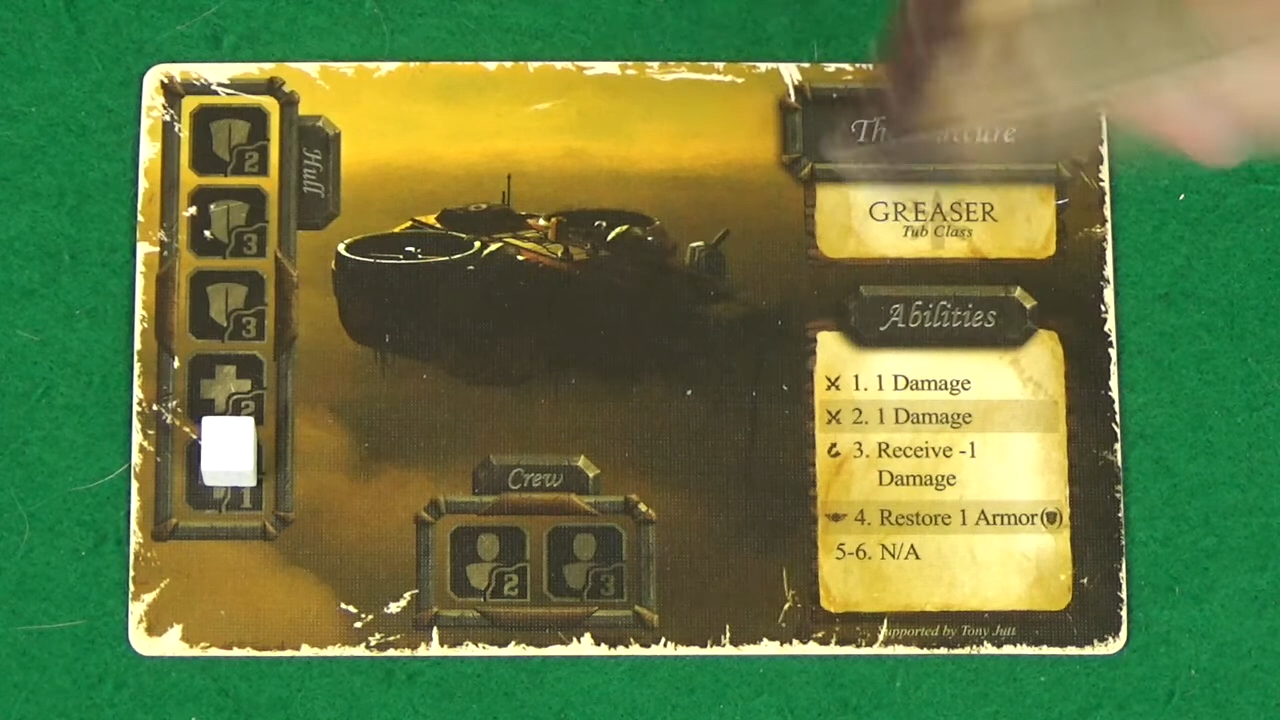 2
3
3
2
1
Hull
GREASER
Tub Class
Abilities
1. 1 Damage
2. 1 Damage
3. Receive -1
Damage
4. Restore 1 Armor( )
5-6. N/A
Crew
2 3
Supported by Tony Jutt